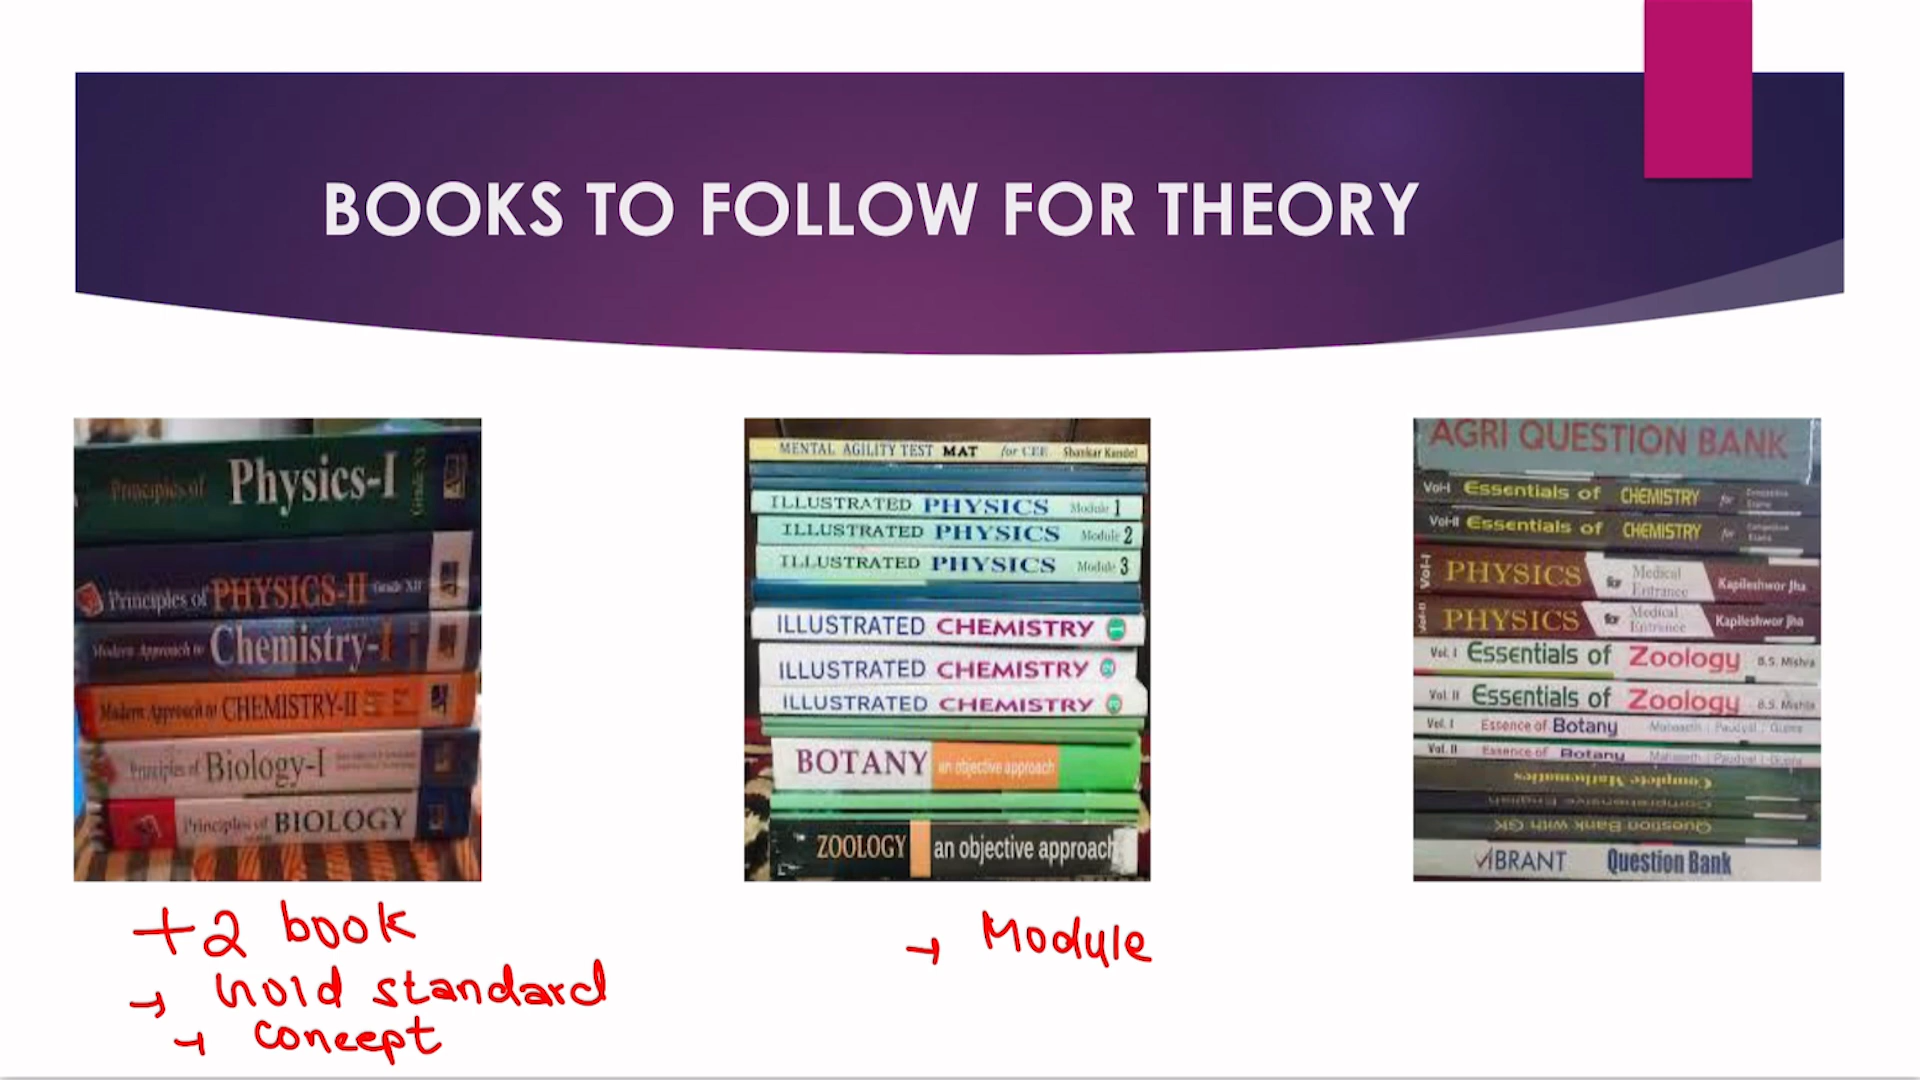 BOOKS TO FOLLOW FOR THEORY
Principles of Physics-I
Principles of PHYSICS-II Grade XII
Modern Approach to Chemistry-I
Modern Approach to CHEMISTRY-II
Principles of Biology-I
Principles of BIOLOGY
+2 book
→ Gold standard
→ concept
MENTAL AGILITY TEST MAT for CEE Shankar Kandel
ILLUSTRATED PHYSICS Module 1
ILLUSTRATED PHYSICS Module 2
ILLUSTRATED PHYSICS Module 3
ILLUSTRATED CHEMISTRY 1
ILLUSTRATED CHEMISTRY 2
ILLUSTRATED CHEMISTRY 3
BOTANY an objective approach
ZOOLOGY an objective approach
→ Module
AGRI QUESTION BANK
Vol-I Essentials of CHEMISTRY for
Vol-II Essentials of CHEMISTRY for
Vol-I PHYSICS for Medical Entrance Kapileshwor Jha
Vol-II PHYSICS for Medical Entrance Kapileshwor Jha
Vol. I Essentials of Zoology B.S. Mishra
Vol. II Essentials of Zoology B.S. Mishra
Vol. I Essence of Botany
Vol. II Essence of Botany
Complete Mathematics
Comprehensive English
Question Bank with GK
VIBRANT Question Bank